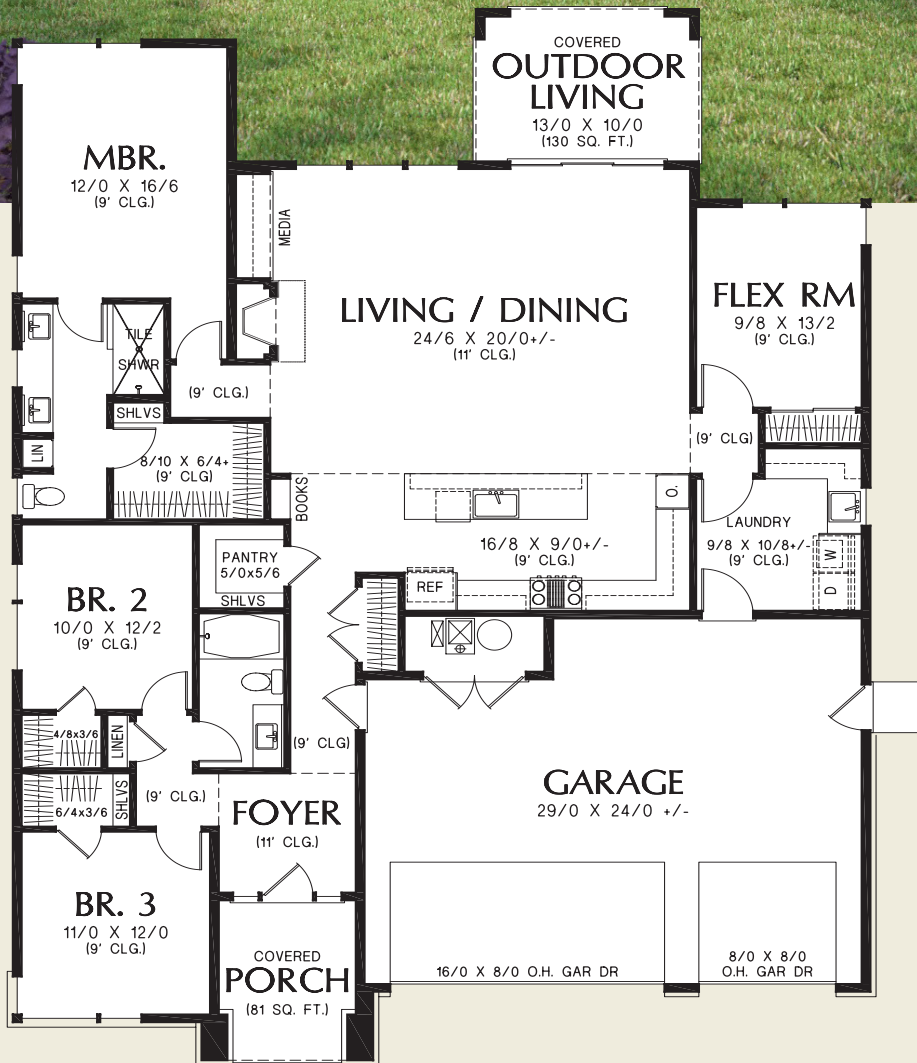 COVERED
OUTDOOR
LIVING
13/0 X 10/0
(130 SQ. FT.)
MBR.
12/0 X 16/6
(9' CLG.)
MEDIA
LIVING / DINING
24/6 X 20/0+/-
(11' CLG.)
FLEX RM
9/8 X 13/2
(9' CLG.)
TILE
SHWR
(9' CLG.)
SHLVS
LIN
8/10 X 6/4+
(9' CLG)
(9' CLG)
BOOKS
O.
16/8 X 9/0+/-
(9' CLG.)
REF
LAUNDRY
9/8 X 10/8+/-
(9' CLG.)
W
D
PANTRY
5/0x5/6
SHLVS
BR. 2
10/0 X 12/2
(9' CLG.)
4/8x3/6
LINEN
(9' CLG)
6/4x3/6
SHLVS
(9' CLG.)
FOYER
(11' CLG.)
GARAGE
29/0 X 24/0 +/-
BR. 3
11/0 X 12/0
(9' CLG.)
COVERED
PORCH
(81 SQ. FT.)
16/0 X 8/0 O.H. GAR DR
8/0 X 8/0
O.H. GAR DR